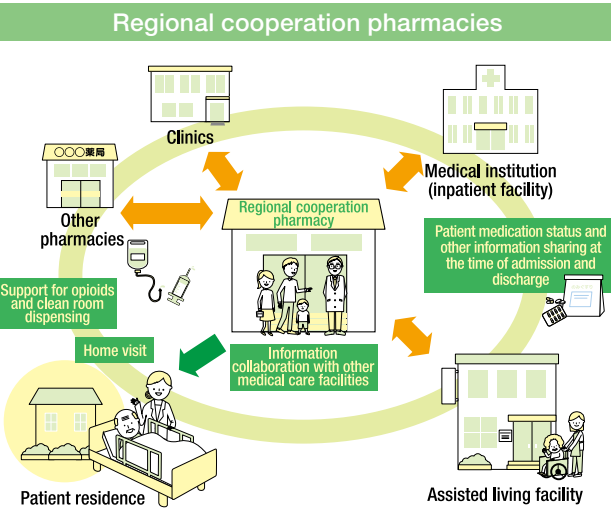 Regional cooperation pharmacies
Clinics
Medical institution
(inpatient facility)
〇〇〇薬局
Other
pharmacies
Regional cooperation
pharmacy
Patient medication status and
other information sharing at
the time of admission and
discharge
Support for opioids
and clean room
dispensing
Home visit
Information
collaboration with other
medical care facilities
Patient residence
Assisted living facility